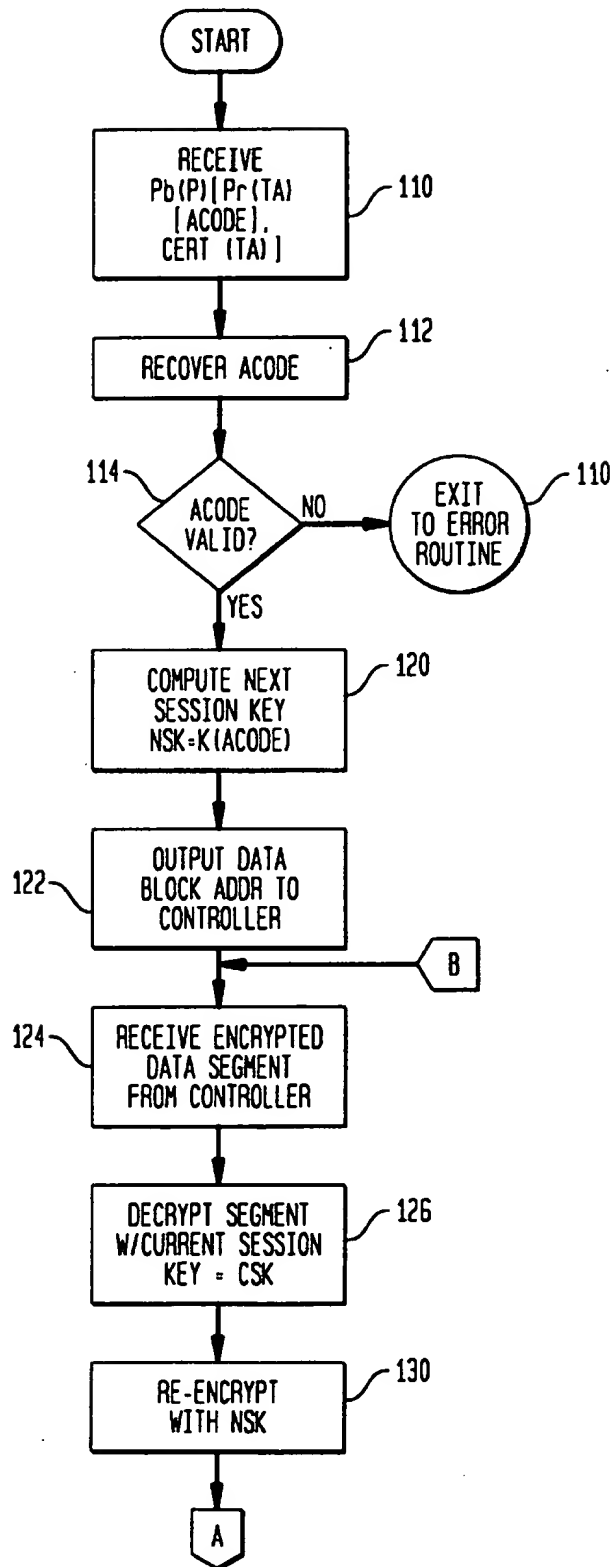 START
RECEIVE
Pb(P)[Pr(TA)
[ACODE],
CERT (TA)]
110
RECOVER ACODE
112
114
ACODE
VALID?
NO
EXIT
TO ERROR
ROUTINE
110
YES
COMPUTE NEXT
SESSION KEY
NSK=K(ACODE)
120
OUTPUT DATA
BLOCK ADDR TO
CONTROLLER
122
B
124
RECEIVE ENCRYPTED
DATA SEGMENT
FROM CONTROLLER
DECRYPT SEGMENT
W/CURRENT SESSION
KEY = CSK
126
RE-ENCRYPT
WITH NSK
130
A